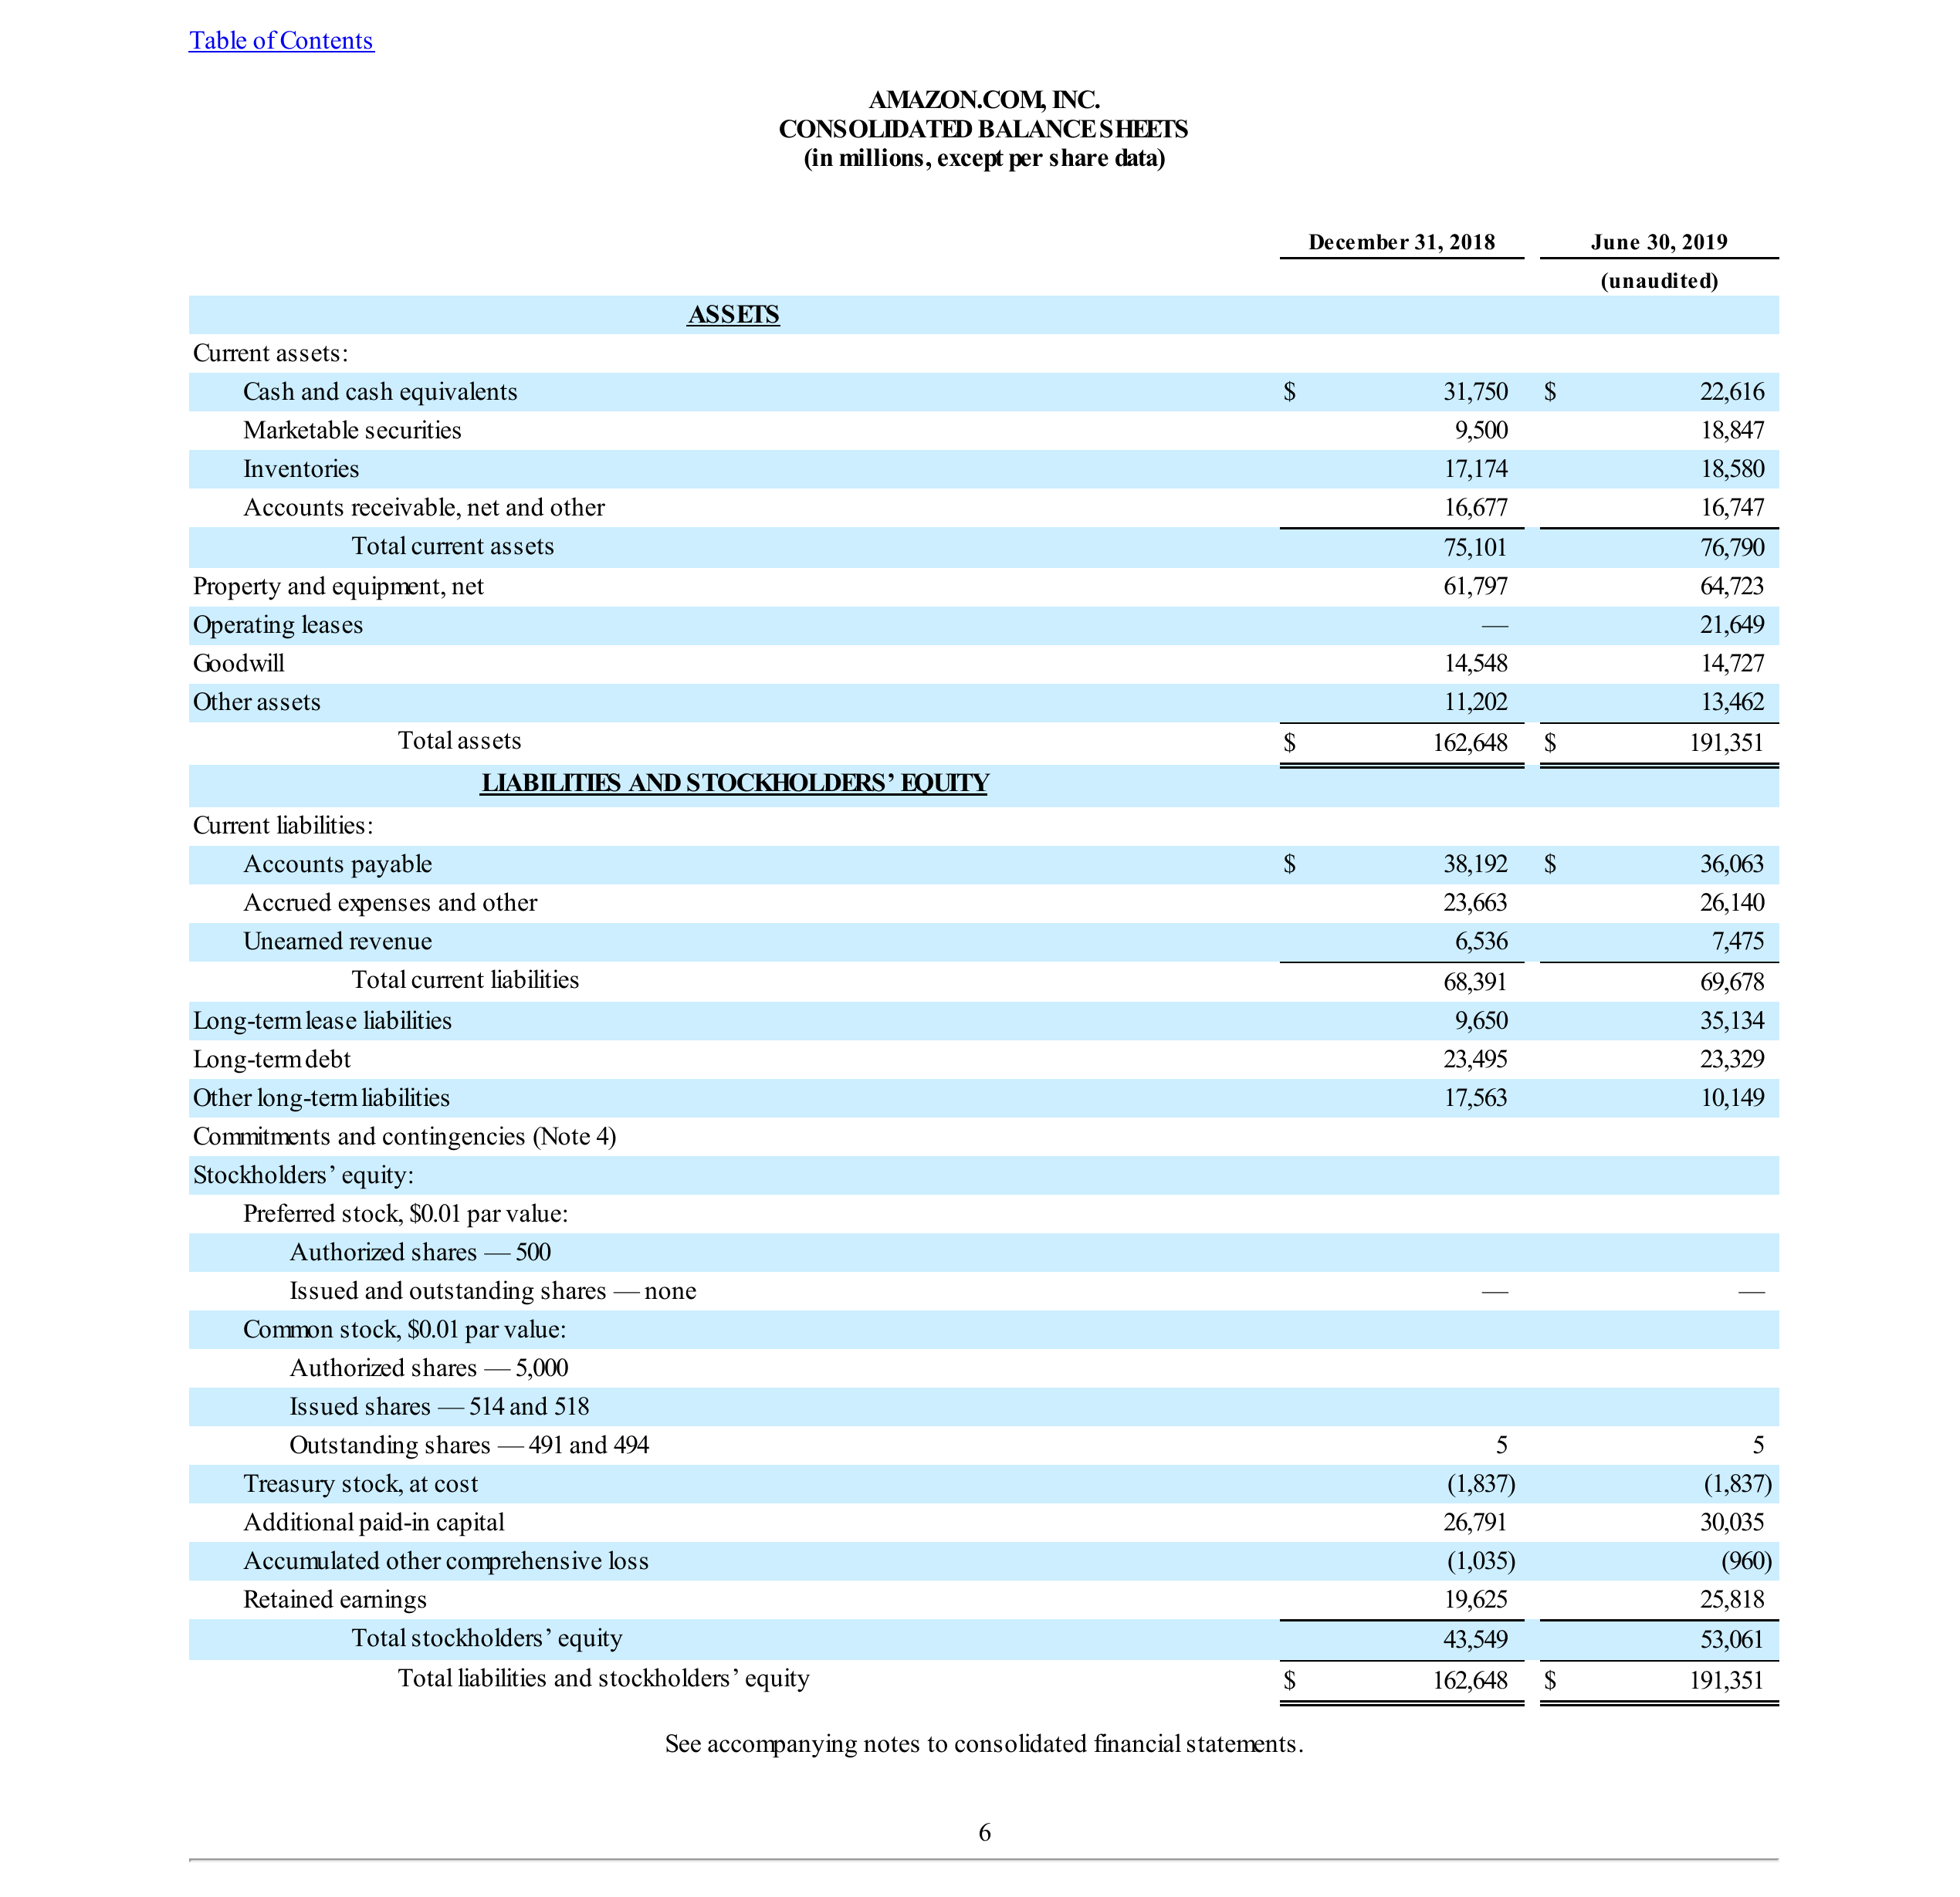 Table of Contents
AMAZON.COM, INC.
CONSOLIDATED BALANCE SHEETS
(in millions, except per share data)
December 31, 2018 June 30, 2019
(unaudited)
ASSETS
Current assets:
Cash and cash equivalents $ 31,750 $ 22,616
Marketable securities 9,500 18,847
Inventories 17,174 18,580
Accounts receivable, net and other 16,677 16,747
Total current assets 75,101 76,790
Property and equipment, net 61,797 64,723
Operating leases — 21,649
Goodwill 14,548 14,727
Other assets 11,202 13,462
Total assets $ 162,648 $ 191,351
LIABILITIES AND STOCKHOLDERS’ EQUITY
Current liabilities:
Accounts payable $ 38,192 $ 36,063
Accrued expenses and other 23,663 26,140
Unearned revenue 6,536 7,475
Total current liabilities 68,391 69,678
Long-term lease liabilities 9,650 35,134
Long-term debt 23,495 23,329
Other long-term liabilities 17,563 10,149
Commitments and contingencies (Note 4)
Stockholders’ equity:
Preferred stock, $0.01 par value:
Authorized shares — 500
Issued and outstanding shares — none — —
Common stock, $0.01 par value:
Authorized shares — 5,000
Issued shares — 514 and 518
Outstanding shares — 491 and 494 5 5
Treasury stock, at cost (1,837) (1,837)
Additional paid-in capital 26,791 30,035
Accumulated other comprehensive loss (1,035) (960)
Retained earnings 19,625 25,818
Total stockholders’ equity 43,549 53,061
Total liabilities and stockholders’ equity $ 162,648 $ 191,351
See accompanying notes to consolidated financial statements.
6